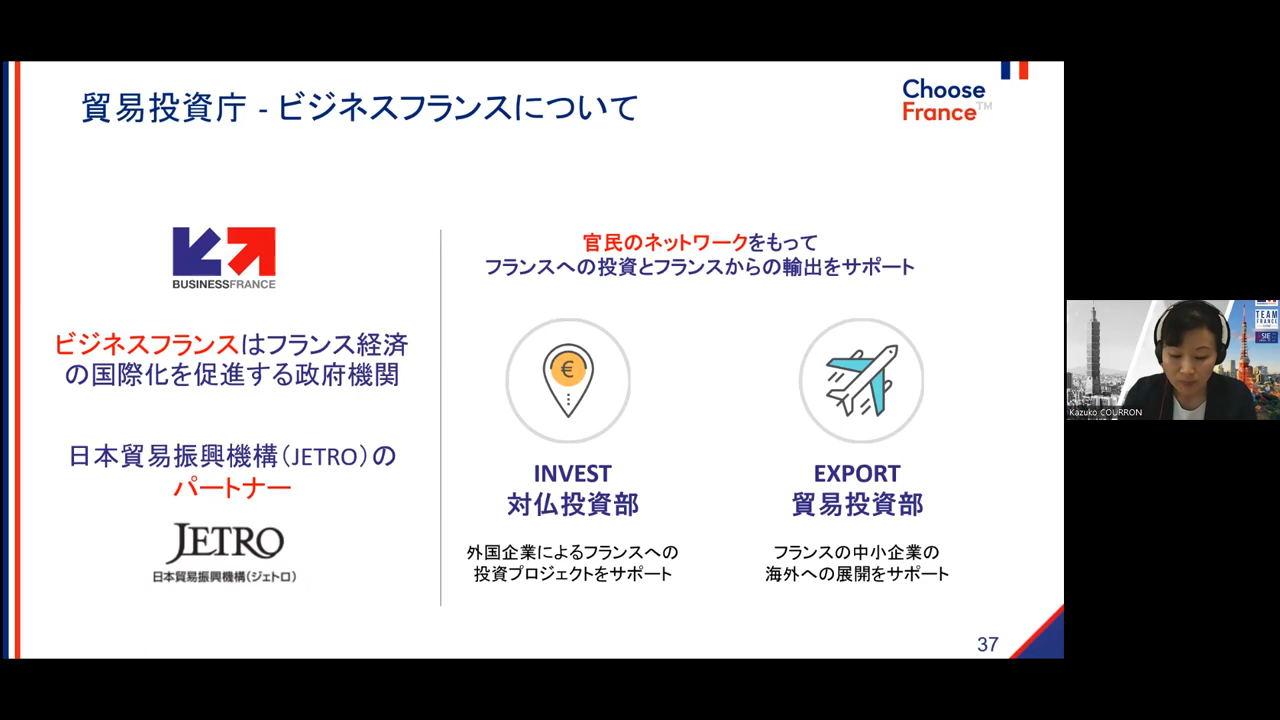 貿易投資庁 - ビジネスフランスについて
Choose
France™
BUSINESSFRANCE
ビジネスフランスはフランス経済
の国際化を促進する政府機関
日本貿易振興機構（JETRO）の
パートナー
JETRO
日本貿易振興機構（ジェトロ）
官民のネットワークをもって
フランスへの投資とフランスからの輸出をサポート
€
INVEST
対仏投資部
外国企業によるフランスへの
投資プロジェクトをサポート
EXPORT
貿易投資部
フランスの中小企業の
海外への展開をサポート
37
TEAM
FRANCE
Kazuko COURRON